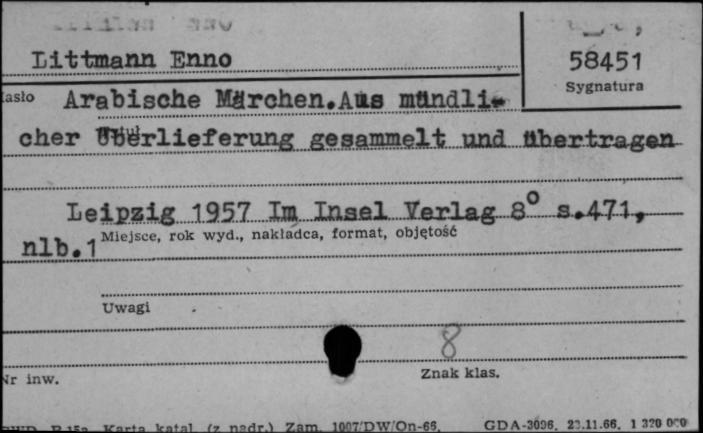 Littmann Enno
58451
Sygnatura
Hasło Arabische Märchen.Aus mündli-
cher Überlieferung gesammelt und übertragen
Leipzig 1957 Im Insel Verlag 8° s.471,
Miejsce, rok wyd., nakładca, format, objętość
nlb.1
Uwagi
8
Nr inw.
Znak klas.
Karta katal. (z nadr.) Zam. 1007/DW/On-66. GDA-3096. 23.11.66. 1 320 000